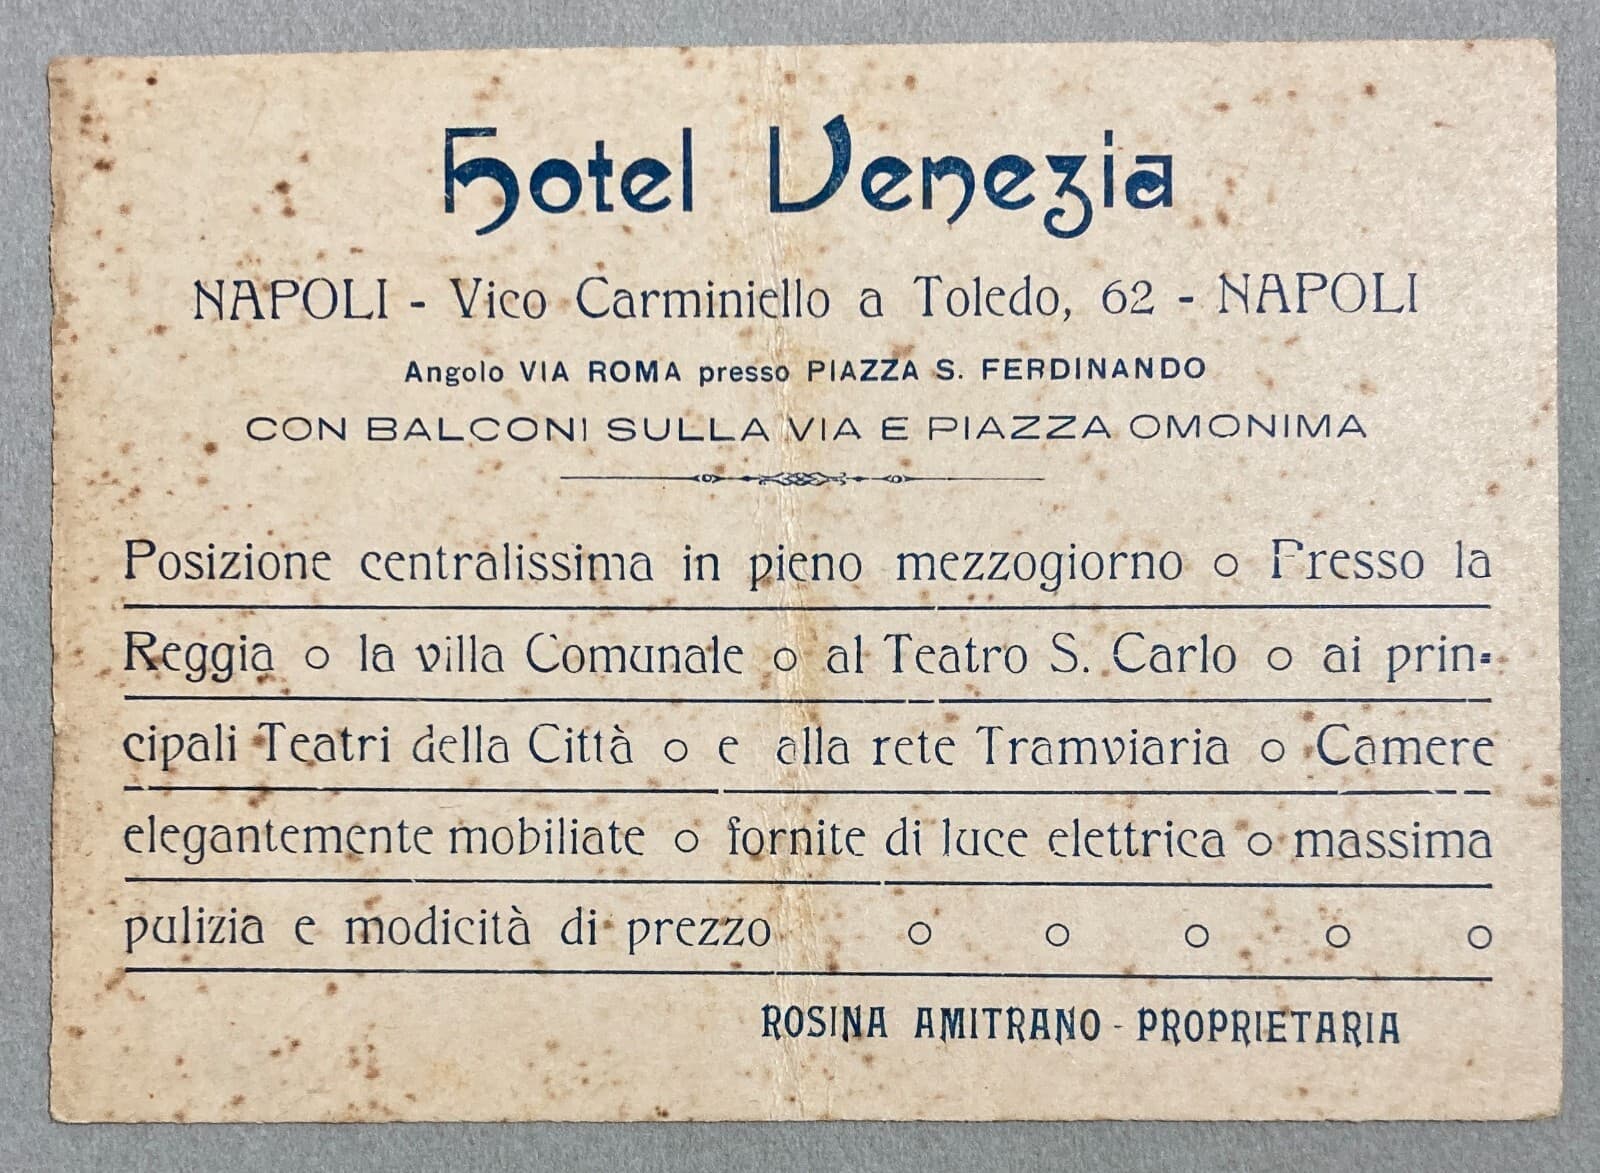 Hotel Venezia
NAPOLI - Vico Carminiello a Toledo, 62 - NAPOLI
Angolo VIA ROMA presso PIAZZA S. FERDINANDO
CON BALCONI SULLA VIA E PIAZZA OMONIMA
Posizione centralissima in pieno mezzogiorno o Presso la
Reggia o la villa Comunale o al Teatro S. Carlo o ai prin-
cipali Teatri della Città o e alla rete Tramviaria o Camere
elegantemente mobiliate o fornite di luce elettrica o massima
pulizia e modicità di prezzo o o o o o
ROSINA AMITRANO - PROPRIETARIA